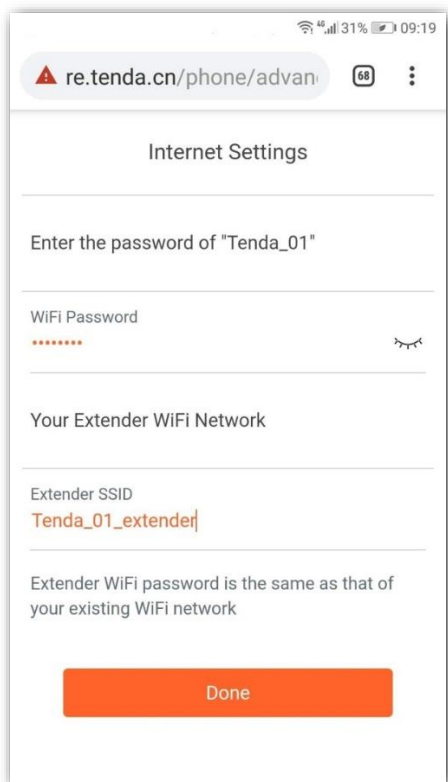 46 31% 09:19
re.tenda.cn/phone/advan 68
Internet Settings
Enter the password of "Tenda_01"
WiFi Password
••••••••
Your Extender WiFi Network
Extender SSID
Tenda_01_extender
Extender WiFi password is the same as that of
your existing WiFi network
Done